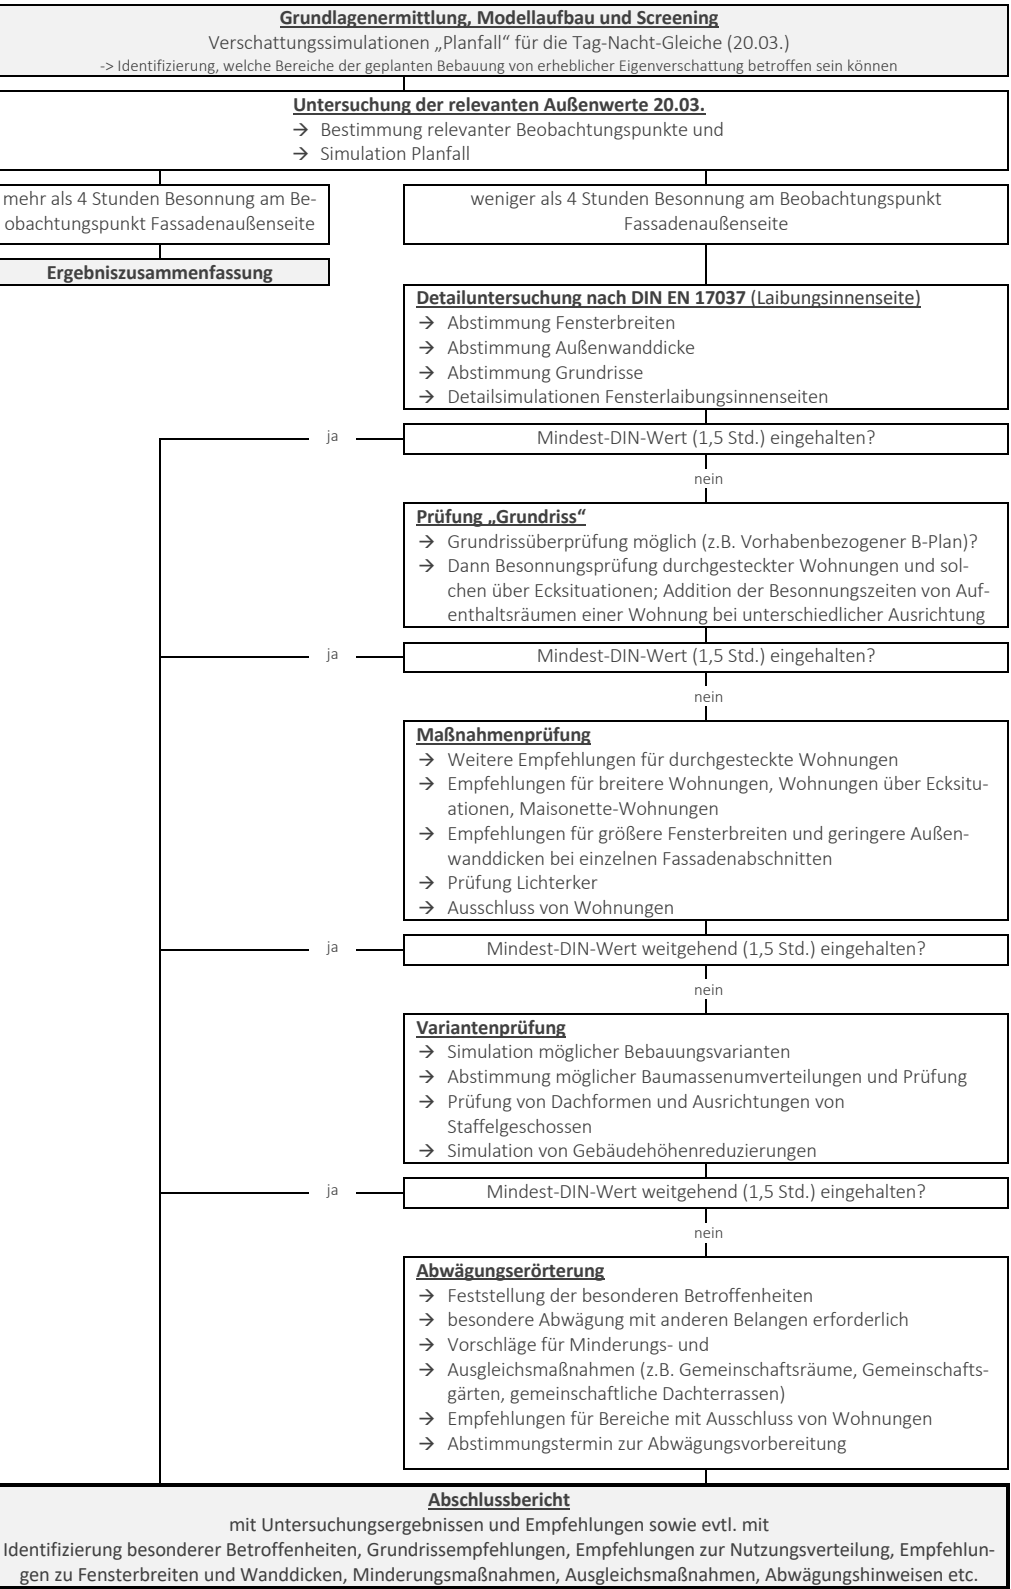 Grundlagenermittlung, Modellaufbau und Screening
Verschattungssimulationen „Planfall“ für die Tag-Nacht-Gleiche (20.03.)
-> Identifizierung, welche Bereiche der geplanten Bebauung von erheblicher Eigenverschattung betroffen sein können
Untersuchung der relevanten Außenwerte 20.03.
→ Bestimmung relevanter Beobachtungspunkte und
→ Simulation Planfall
mehr als 4 Stunden Besonnung am Be-
obachtungspunkt Fassadenaußenseite
weniger als 4 Stunden Besonnung am Beobachtungspunkt
Fassadenaußenseite
Ergebniszusammenfassung
Detailuntersuchung nach DIN EN 17037 (Laibungsinnenseite)
→ Abstimmung Fensterbreiten
→ Abstimmung Außenwanddicke
→ Abstimmung Grundrisse
→ Detailsimulationen Fensterlaibungsinnenseiten
ja
Mindest-DIN-Wert (1,5 Std.) eingehalten?
nein
Prüfung „Grundriss“
→ Grundrissüberprüfung möglich (z.B. Vorhabenbezogener B-Plan)?
→ Dann Besonnungsprüfung durchgesteckter Wohnungen und sol-
chen über Ecksituationen; Addition der Besonnungszeiten von Auf-
enthaltsräumen einer Wohnung bei unterschiedlicher Ausrichtung
ja
Mindest-DIN-Wert (1,5 Std.) eingehalten?
nein
Maßnahmenprüfung
→ Weitere Empfehlungen für durchgesteckte Wohnungen
→ Empfehlungen für breitere Wohnungen, Wohnungen über Ecksitu-
ationen, Maisonette-Wohnungen
→ Empfehlungen für größere Fensterbreiten und geringere Außen-
wanddicken bei einzelnen Fassadenabschnitten
→ Prüfung Lichterker
→ Ausschluss von Wohnungen
ja
Mindest-DIN-Wert weitgehend (1,5 Std.) eingehalten?
nein
Variantenprüfung
→ Simulation möglicher Bebauungsvarianten
→ Abstimmung möglicher Baumassenumverteilungen und Prüfung
→ Prüfung von Dachformen und Ausrichtungen von
Staffelgeschossen
→ Simulation von Gebäudehöhenreduzierungen
ja
Mindest-DIN-Wert weitgehend (1,5 Std.) eingehalten?
nein
Abwägungserörterung
→ Feststellung der besonderen Betroffenheiten
→ besondere Abwägung mit anderen Belangen erforderlich
→ Vorschläge für Minderungs- und
→ Ausgleichsmaßnahmen (z.B. Gemeinschaftsräume, Gemeinschafts-
gärten, gemeinschaftliche Dachterrassen)
→ Empfehlungen für Bereiche mit Ausschluss von Wohnungen
→ Abstimmungstermin zur Abwägungsvorbereitung
Abschlussbericht
mit Untersuchungsergebnissen und Empfehlungen sowie evtl. mit
Identifizierung besonderer Betroffenheiten, Grundrissempfehlungen, Empfehlungen zur Nutzungsverteilung, Empfehlun-
gen zu Fensterbreiten und Wanddicken, Minderungsmaßnahmen, Ausgleichsmaßnahmen, Abwägungshinweisen etc.